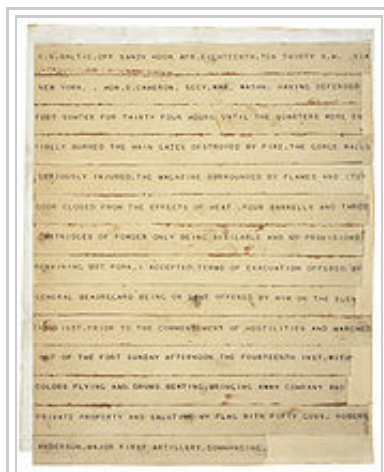 S.S.BALTIC.OFF SANDY HOOK APR.EIGHTEENTH.TEN THIRTY A.M. .VIA
NEW YORK. . HON.S.CAMERON. SECY.WAR. WASHN. HAVING DEFENDED
FORT SUMTER FOR THIRTY FOUR HOURS.UNTIL THE QUARTERS WERE EN
TIRELY BURNED THE MAIN GATES DESTROYED BY FIRE.THE GORGE WALLS
SERIOUSLY INJURED.THE MAGAZINE SURROUNDED BY FLAMES AND ITS
DOOR CLOSED FROM THE EFFECTS OF HEAT .FOUR BARRELLS AND THREE
CARTRIDGES OF POWDER ONLY BEING AVAILABLE AND NO PROVISIONS
REMAINING BUT PORK. I ACCEPTED TERMS OF EVACUATION OFFERED BY
GENERAL BEAUREGARD BEING ON SAME OFFERED BY HIM ON THE ELEV
ENTH INST.PRIOR TO THE COMMENCEMENT OF HOSTILITIES AND MARCHED
OUT OF THE FORT SUNDAY AFTERNOON THE FOURTEENTH INST.WITH
COLORS FLYING AND DRUMS BEATING.BRINGING AWAY COMPANY AND
PRIVATE PROPERTY AND SALUTING MY FLAG WITH FIFTY GUNS. ROBERT
ANDERSON.MAJOR FIRST ARTILLERY.COMMANDING.